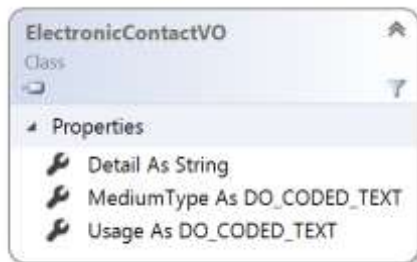 ElectronicContactVO
Class
Properties
Detail As String
MediumType As DO_CODED_TEXT
Usage As DO_CODED_TEXT